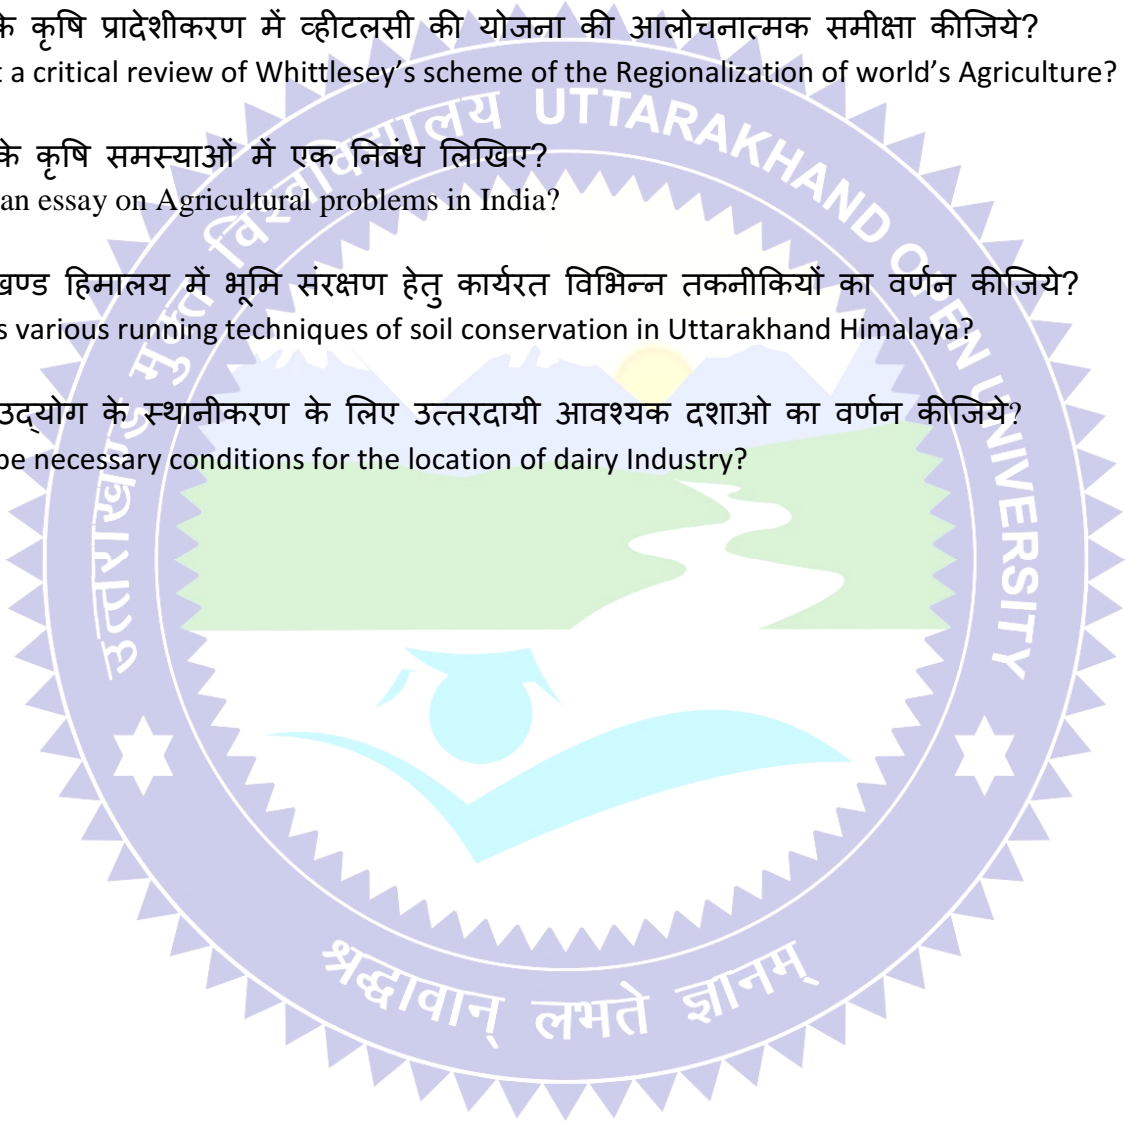 के कृषि प्रादेशीकरण में व्हीटलसी की योजना की आलोचनात्मक समीक्षा कीजिये?
t a critical review of Whittlesey's scheme of the Regionalization of world's Agriculture?
के कृषि समस्याओं में एक निबंध लिखिए?
an essay on Agricultural problems in India?
खण्ड हिमालय में भूमि संरक्षण हेतु कार्यरत विभिन्न तकनीकियों का वर्णन कीजिये?
s various running techniques of soil conservation in Uttarakhand Himalaya?
उद्योग के स्थानीकरण के लिए उत्तरदायी आवश्यक दशाओ का वर्णन कीजिये?
be necessary conditions for the location of dairy Industry?
उत्तराखण्ड मुक्त विश्वविद्यालय
UTTARAKHAND OPEN UNIVERSITY
श्रद्धावान् लभते ज्ञानम्